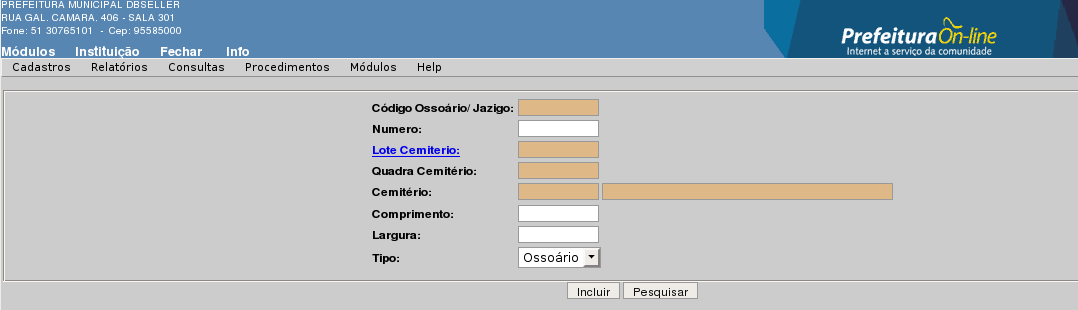 PREFEITURA MUNICIPAL DBSELLER
RUA GAL. CAMARA. 406 - SALA 301
Fone: 51 30765101 - Cep: 95585000
Prefeitura On-line
Internet a serviço da comunidade
Módulos Instituição Fechar Info
Cadastros Relatórios Consultas Procedimentos Módulos Help
Código Ossoário/ Jazigo:
Numero:
Lote Cemiterio:
Quadra Cemitério:
Cemitério:
Comprimento:
Largura:
Tipo: Ossoário
Incluir Pesquisar